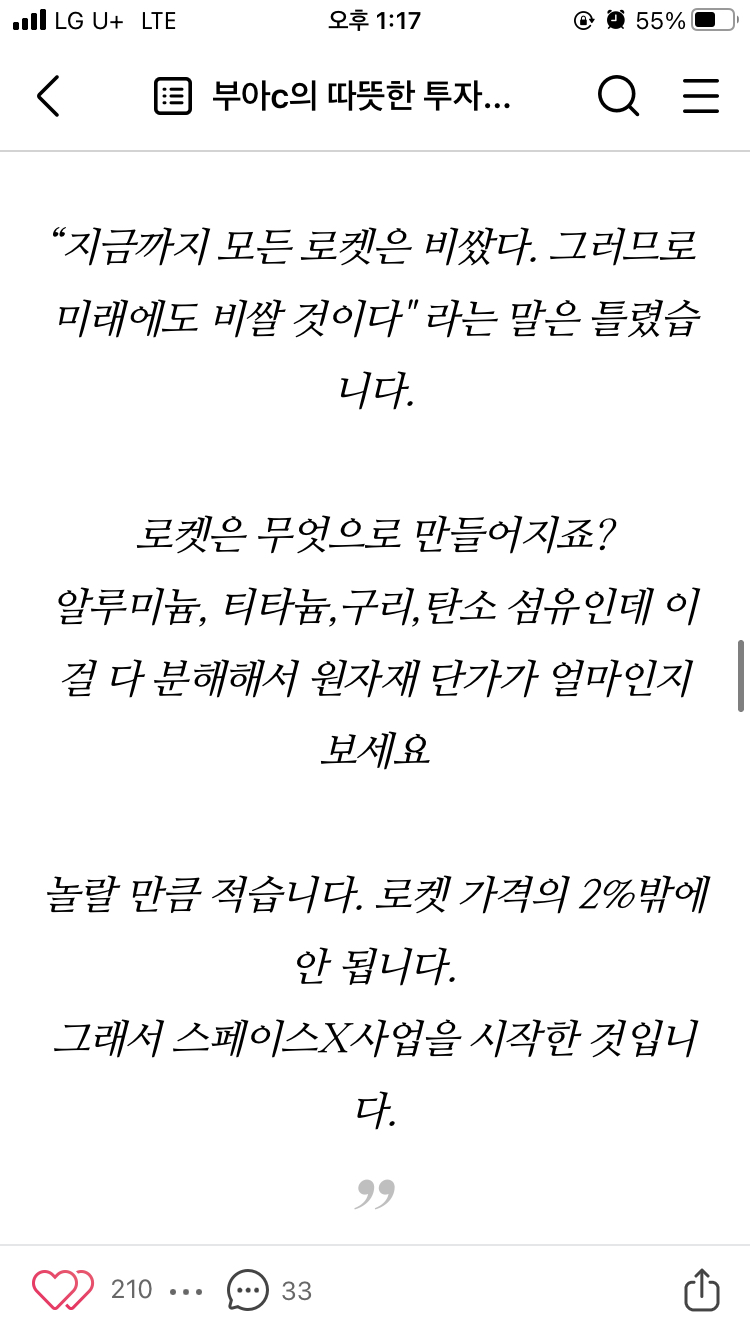 LG U+ LTE 오후 1:17 55%
부아c의 따뜻한 투자...
“지금까지 모든 로켓은 비쌌다. 그러므로
미래에도 비쌀 것이다" 라는 말은 틀렸습
니다.
로켓은 무엇으로 만들어지죠?
알루미늄, 티타늄,구리,탄소 섬유인데 이
걸 다 분해해서 원자재 단가가 얼마인지
보세요
놀랄 만큼 적습니다. 로켓 가격의 2%밖에
안 됩니다.
그래서 스페이스X사업을 시작한 것입니
다.
”
210 ... 33